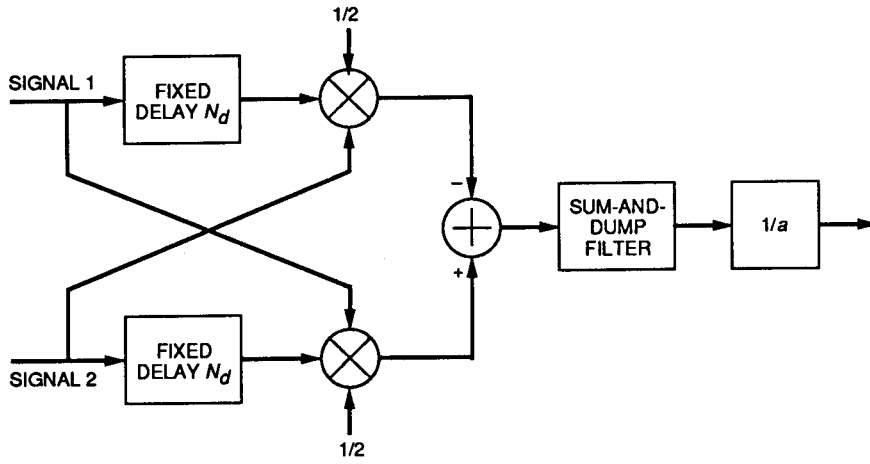 1/2
SIGNAL 1
FIXED
DELAY N_d
−
SUM-AND-
DUMP
FILTER
1/a
+
FIXED
DELAY N_d
SIGNAL 2
1/2